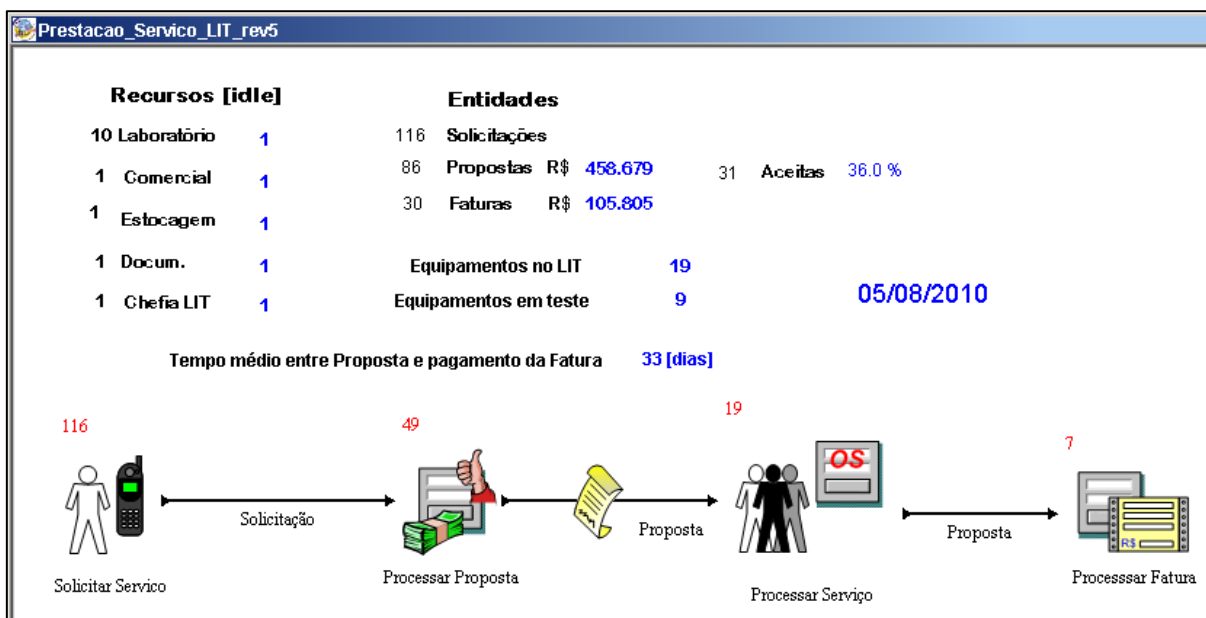 Prestacao_Servico_LIT_rev5
Recursos [idle]
10 Laboratório 1
1 Comercial 1
1 Estocagem 1
1 Docum. 1
1 Chefia LIT 1
Entidades
116 Solicitações
86 Propostas R$ 458.679 31 Aceitas 36.0 %
30 Faturas R$ 105.805
Equipamentos no LIT 19
Equipamentos em teste 9
05/08/2010
Tempo médio entre Proposta e pagamento da Fatura 33 [dias]
116
49
19
7
OS
R$
Solicitação
Proposta
Proposta
Solicitar Servico
Processar Proposta
Processar Serviço
Processsar Fatura